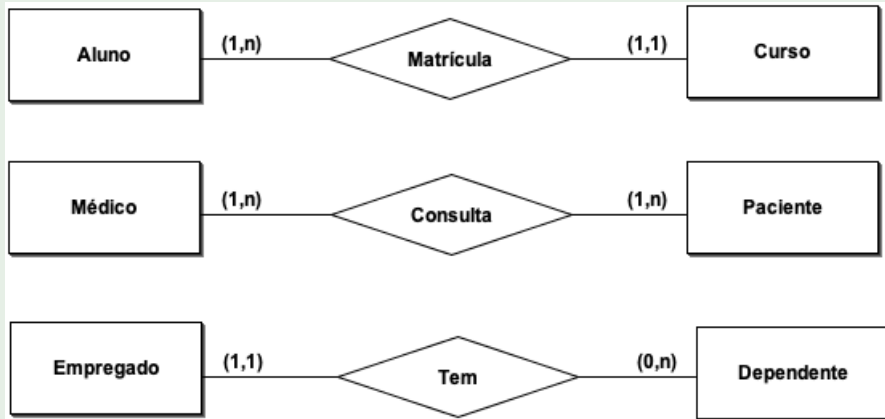 Aluno (1,n) Matrícula (1,1) Curso
Médico (1,n) Consulta (1,n) Paciente
Empregado (1,1) Tem (0,n) Dependente